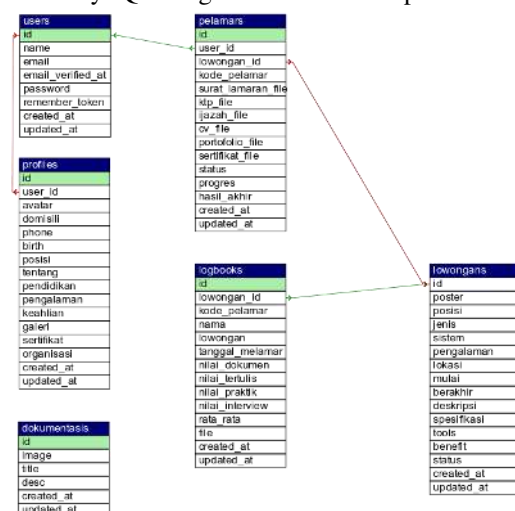 users
id
name
email
email_verified_at
password
remember_token
created_at
updated_at
pelamars
id
user_id
lowongan_id
kode_pelamar
surat_lamaran_file
ktp_file
ijazah_file
cv_file
portofolio_file
sertifikat_file
status
progres
hasil_akhir
created_at
updated_at
profiles
id
user_id
avatar
domisili
phone
birth
posisi
tentang
pendidikan
pengalaman
keahlian
galeri
sertifikat
organisasi
created_at
updated_at
logbooks
id
lowongan_id
kode_pelamar
nama
lowongan
tanggal_melamar
nilai_dokumen
nilai_tertulis
nilai_praktik
nilai_interview
rata_rata
file
created_at
updated_at
lowongans
id
poster
posisi
jenis
sistem
pengalaman
lokasi
mulai
berakhir
deskripsi
spesifikasi
tools
benefit
status
created_at
updated_at
dokumentasis
id
image
title
desc
created_at
updated_at